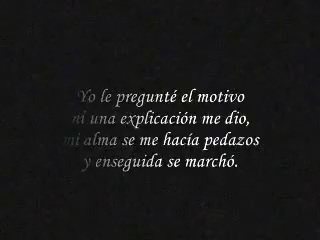 Yo le pregunté el motivo
ni una explicación me dio,
mi alma se me hacía pedazos
y enseguida se marchó.